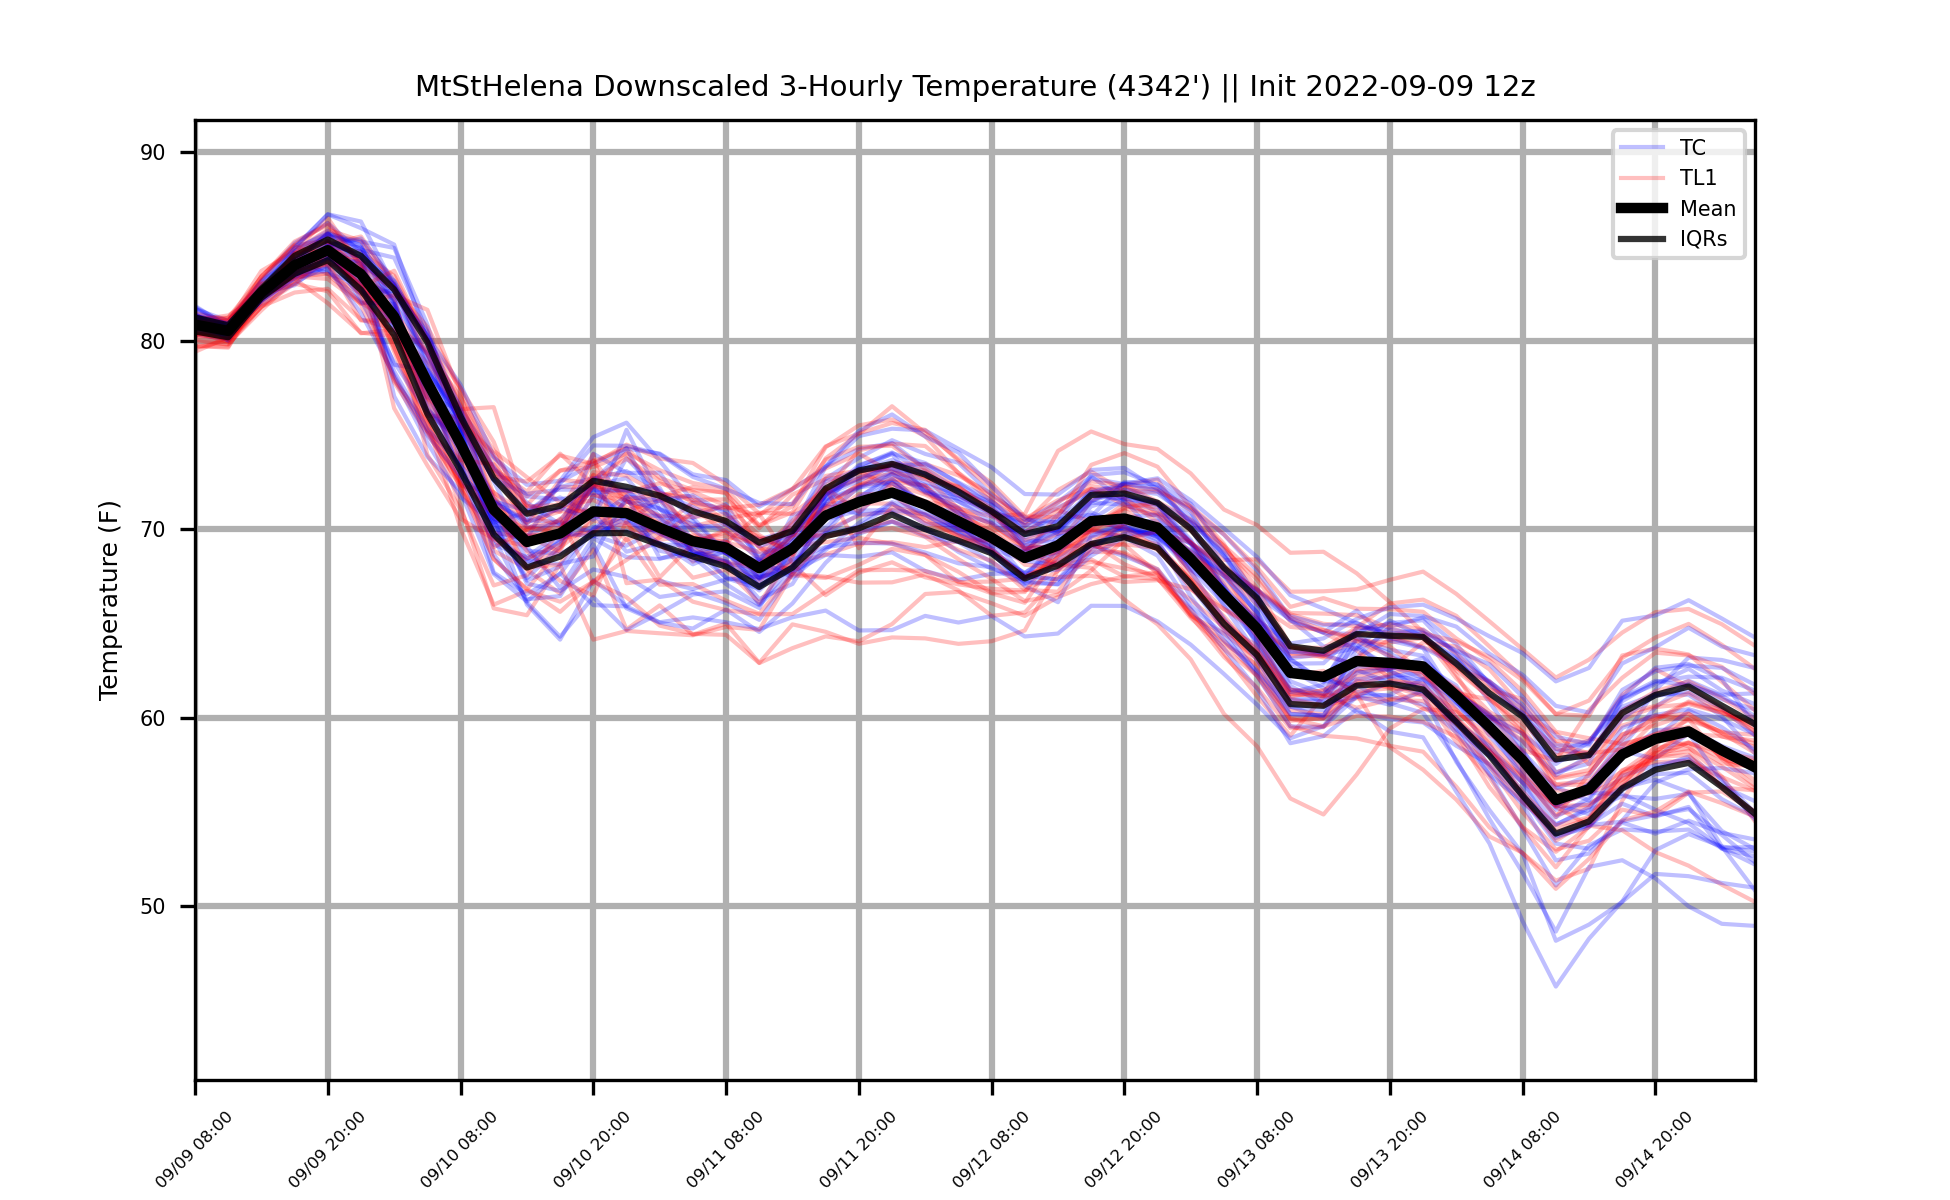 MtStHelena Downscaled 3-Hourly Temperature (4342') || Init 2022-09-09 12z
TC
TL1
Mean
IQRs
Temperature (F)
90
80
70
60
50
09/09 08:00
09/09 20:00
09/10 08:00
09/10 20:00
09/11 08:00
09/11 20:00
09/12 08:00
09/12 20:00
09/13 08:00
09/13 20:00
09/14 08:00
09/14 20:00